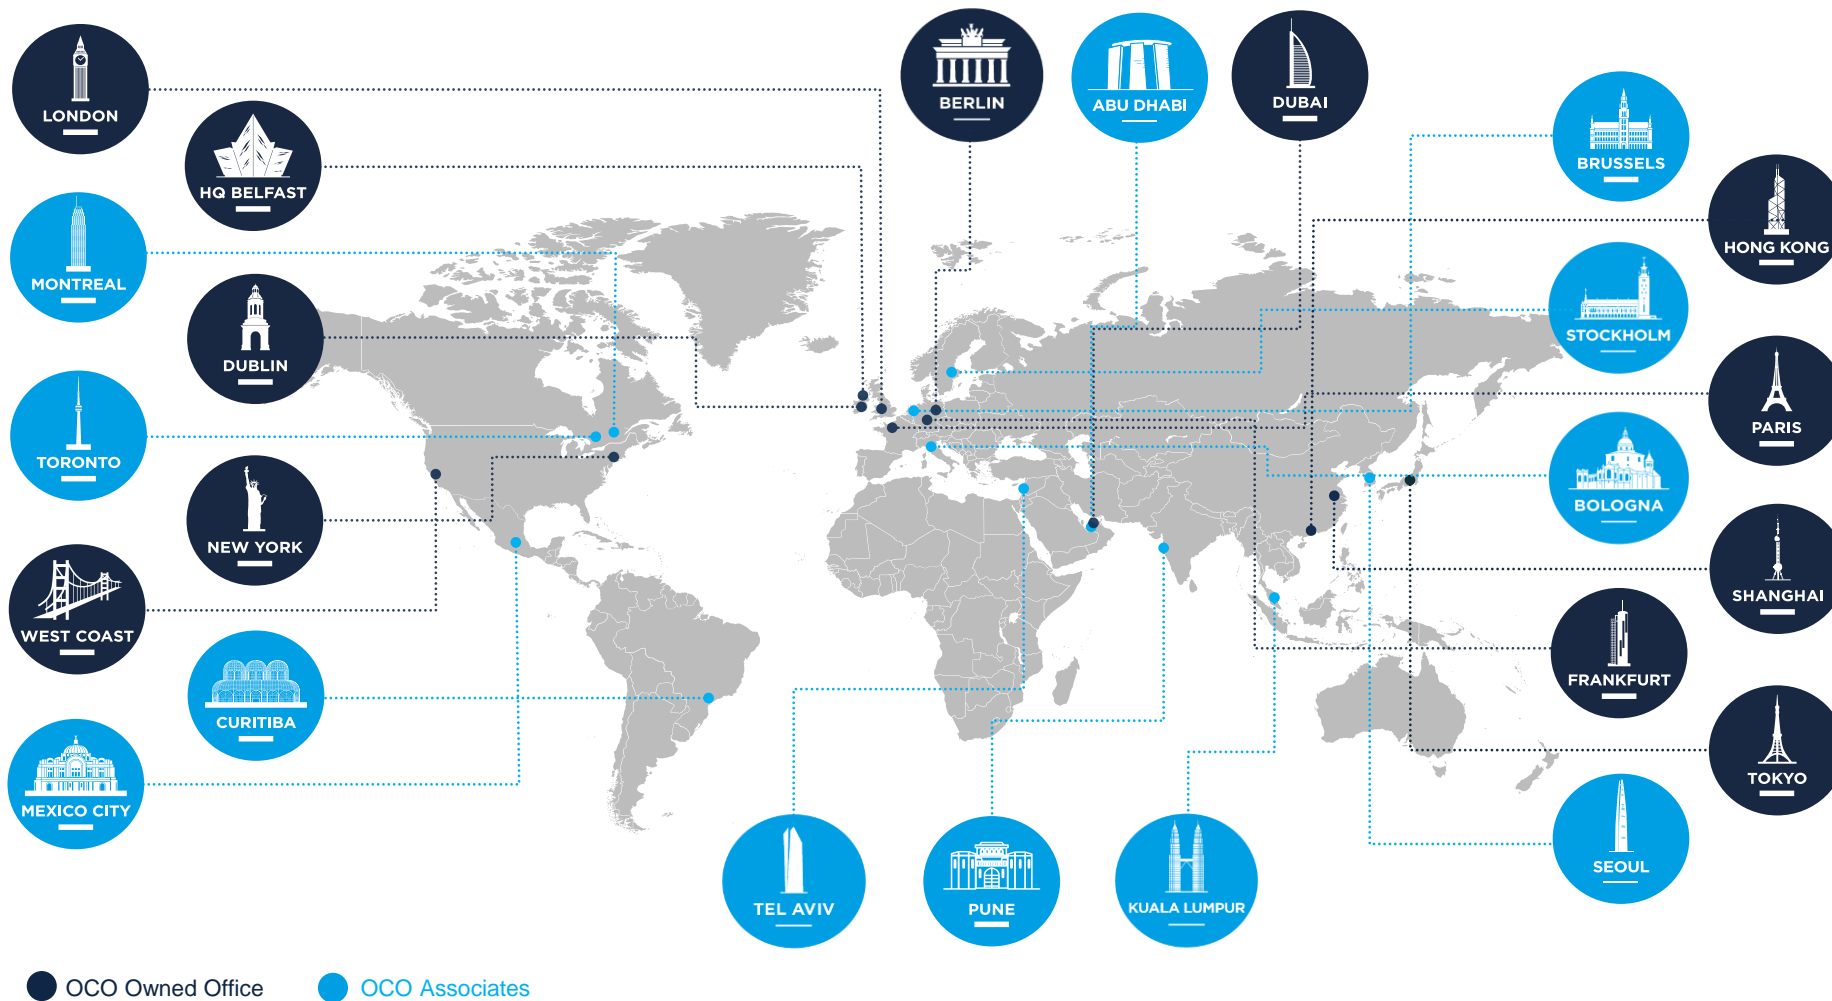 LONDON
HQ BELFAST
MONTREAL
DUBLIN
TORONTO
NEW YORK
WEST COAST
CURITIBA
MEXICO CITY
BERLIN
ABU DHABI
DUBAI
BRUSSELS
HONG KONG
STOCKHOLM
PARIS
BOLOGNA
SHANGHAI
FRANKFURT
TOKYO
SEOUL
TEL AVIV
PUNE
KUALA LUMPUR
OCO Owned Office
OCO Associates